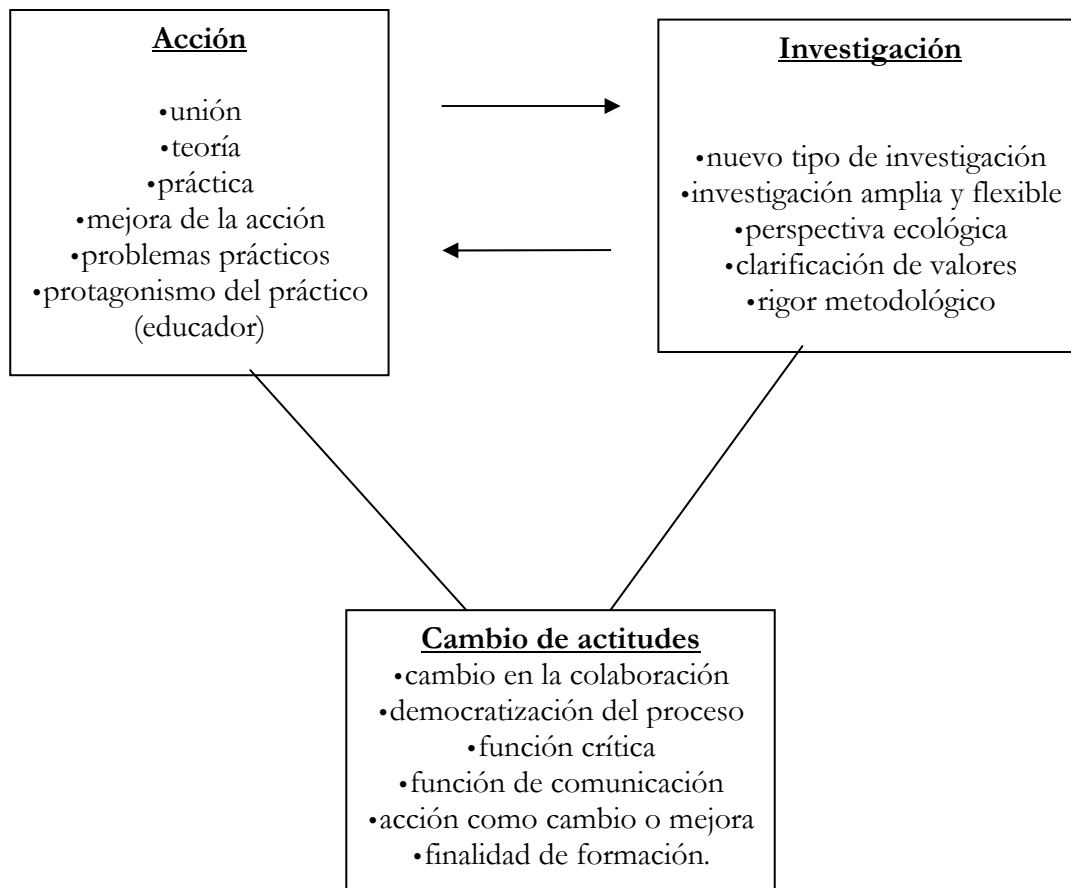 Acción
•unión
•teoría
•práctica
•mejora de la acción
•problemas prácticos
•protagonismo del práctico
(educador)
Investigación
•nuevo tipo de investigación
•investigación amplia y flexible
•perspectiva ecológica
•clarificación de valores
•rigor metodológico
Cambio de actitudes
•cambio en la colaboración
•democratización del proceso
•función crítica
•función de comunicación
•acción como cambio o mejora
•finalidad de formación.